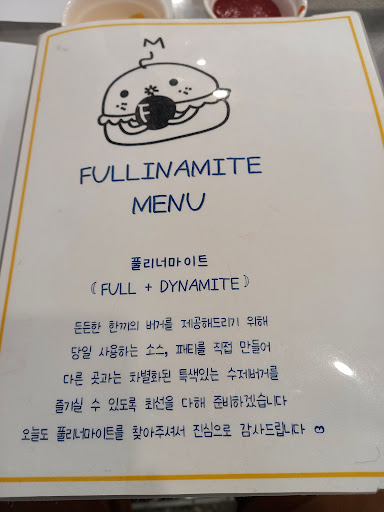 FULLINAMITE
MENU
풀리너마이트
(FULL + DYNAMITE)
든든한 한끼의 버거를 제공해드리기 위해
당일 사용하는 소스, 패티를 직접 만들어
다른 곳과는 차별화된 특색있는 수제버거를
즐기실 수 있도록 최선을 다해 준비하겠습니다
오늘도 풀리너마이트를 찾아주셔서 진심으로 감사드립니다